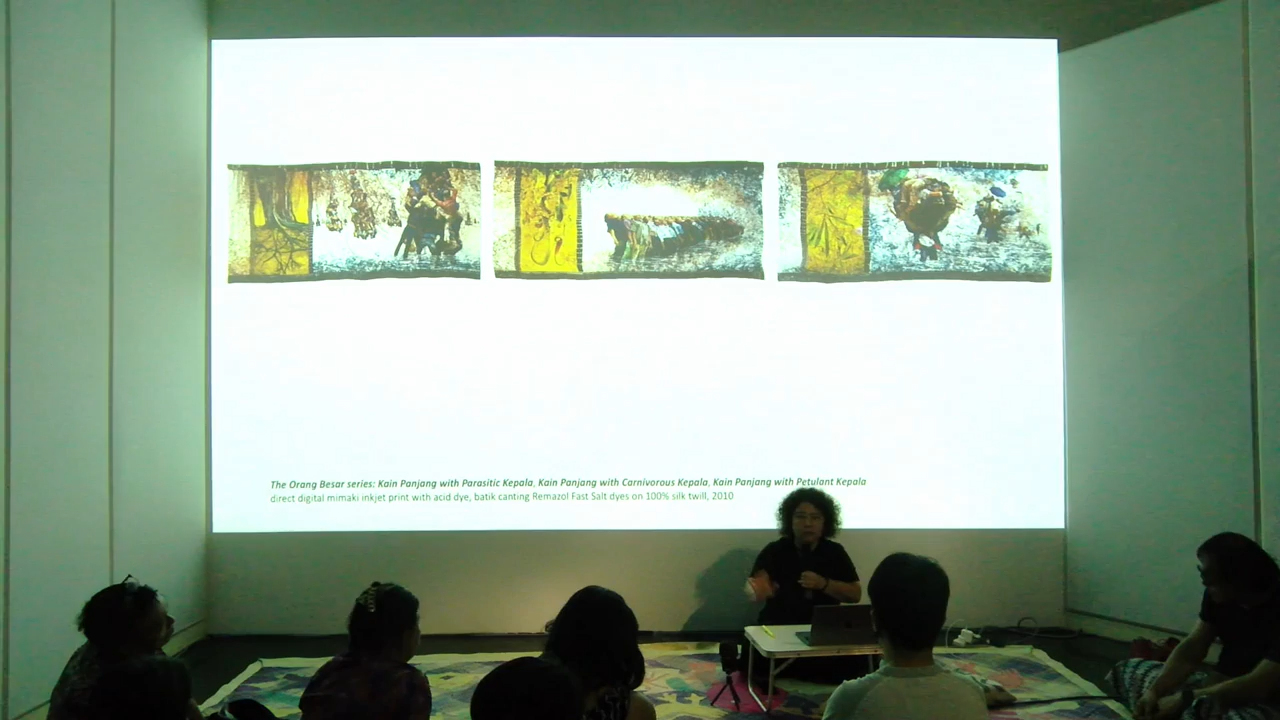 The Orang Besar series: Kain Panjang with Parasitic Kepala, Kain Panjang with Carnivorous Kepala, Kain Panjang with Petulant Kepala
direct digital mimaki inkjet print with acid dye, batik canting Remazol Fast Salt dyes on 100% silk twill, 2010